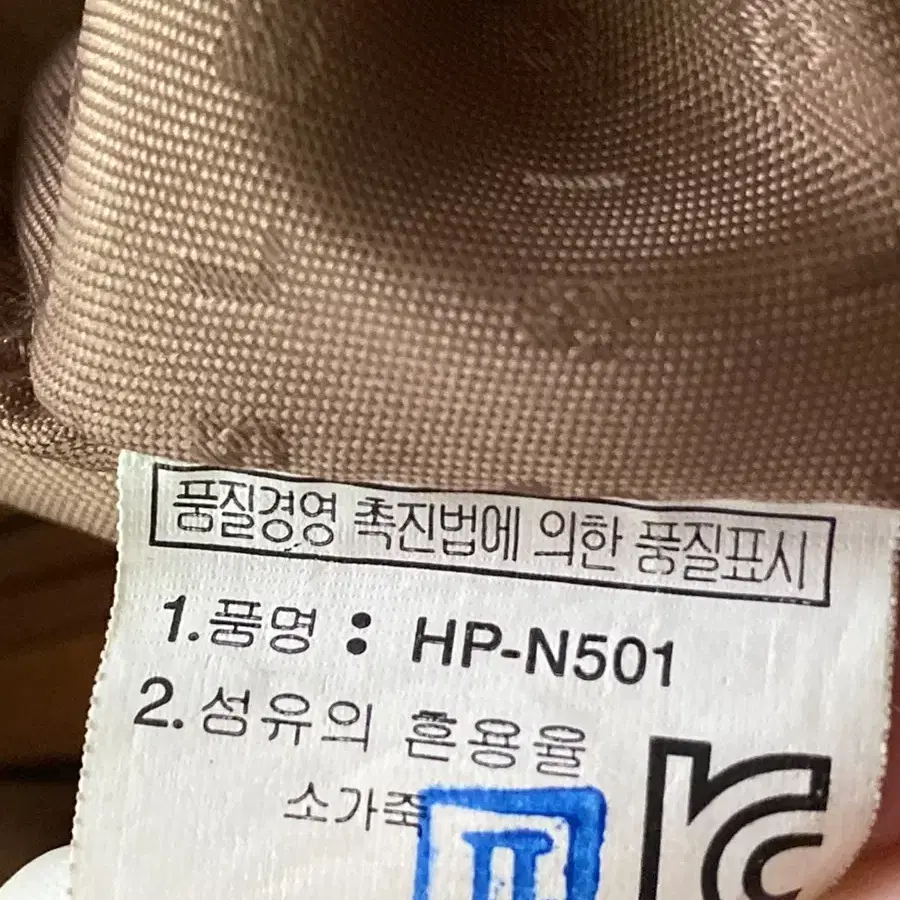 품질경영 촉진법에 의한 품질표시
1. 품명 : HP-N501
2. 섬유의 혼용율
소가죽